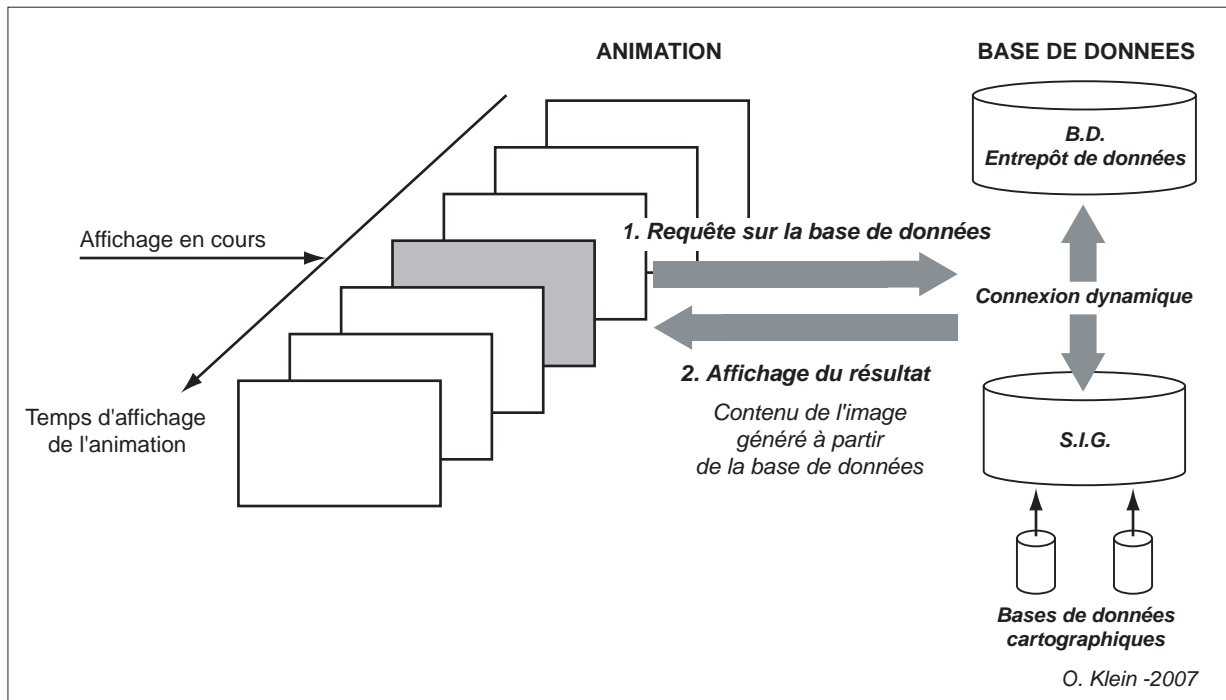 ANIMATION
BASE DE DONNEES
B.D.
Entrepôt de données
Affichage en cours
1. Requête sur la base de données
Connexion dynamique
2. Affichage du résultat
Contenu de l'image
généré à partir
de la base de données
Temps d'affichage
de l'animation
S.I.G.
Bases de données
cartographiques
O. Klein -2007